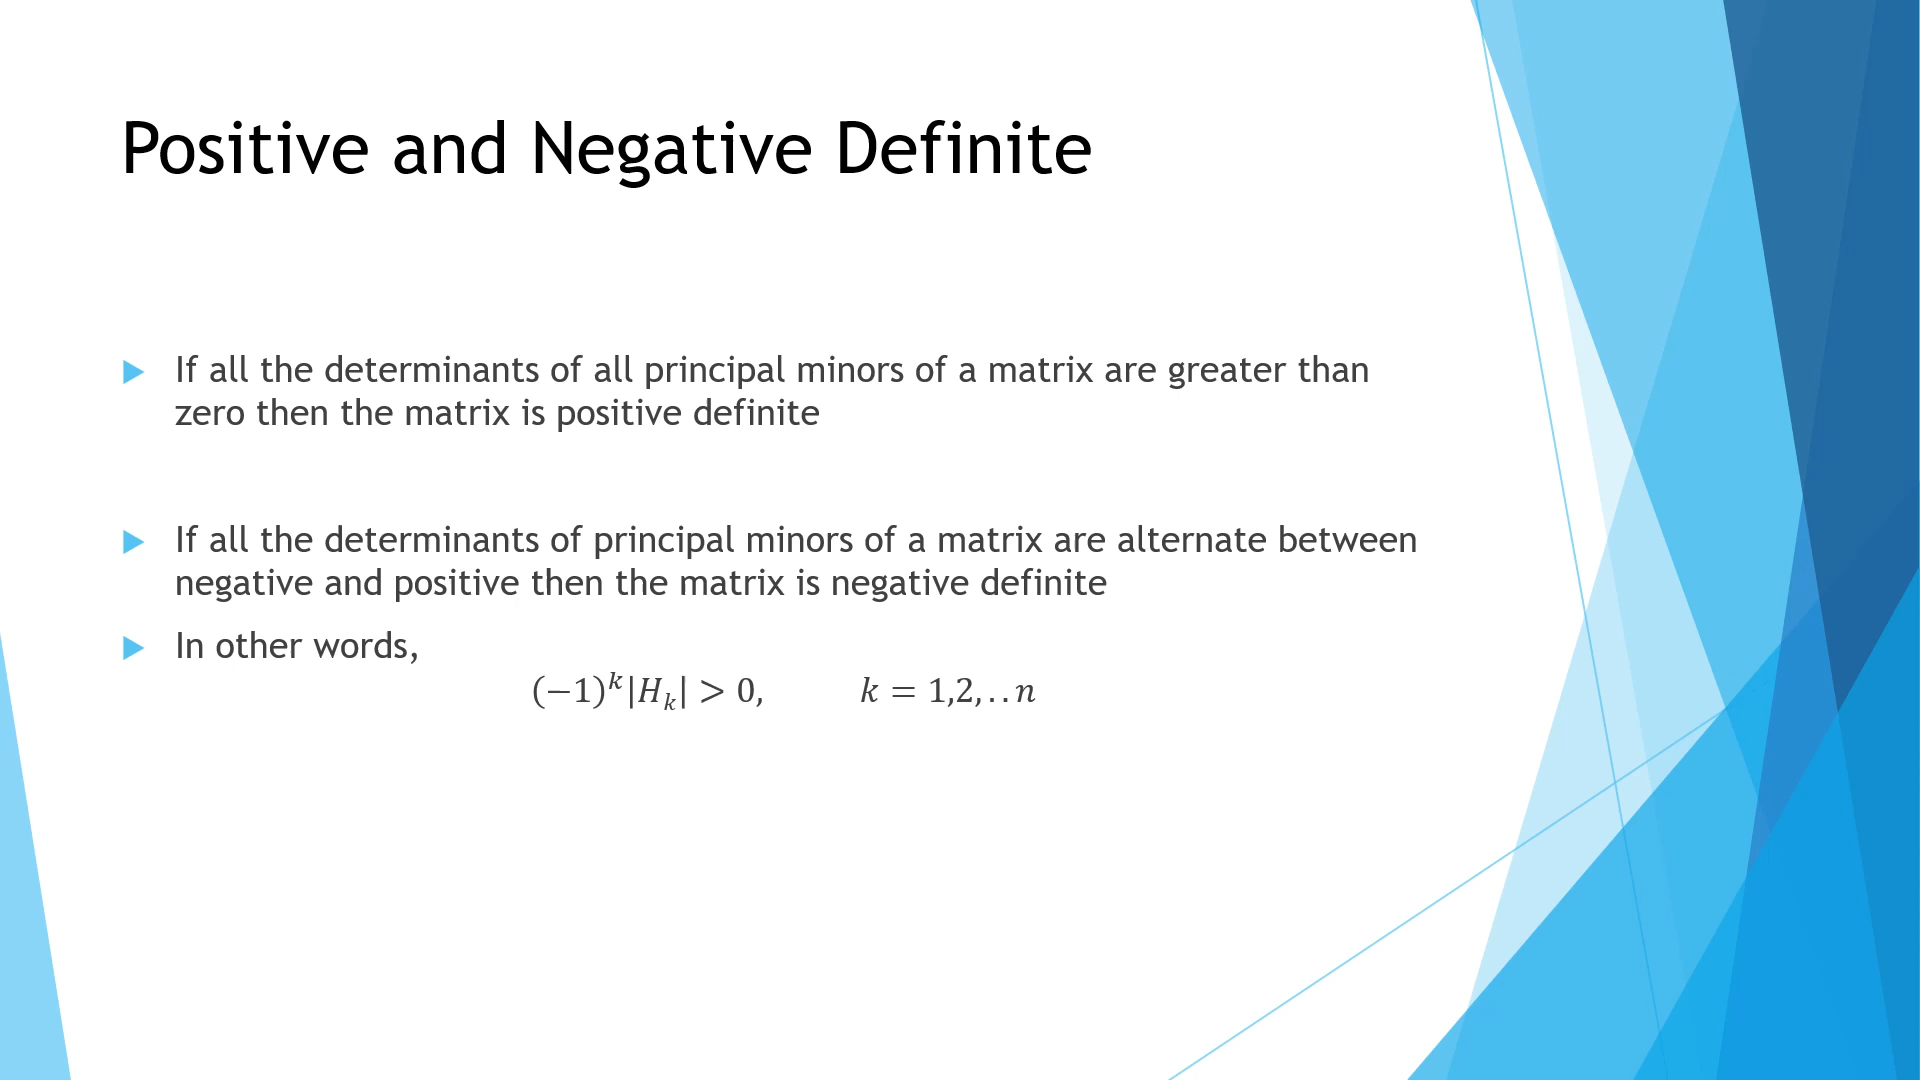 Positive and Negative Definite
If all the determinants of all principal minors of a matrix are greater than
zero then the matrix is positive definite
If all the determinants of principal minors of a matrix are alternate between
negative and positive then the matrix is negative definite
In other words,
(−1)^k |H_k| > 0, k = 1,2,..n